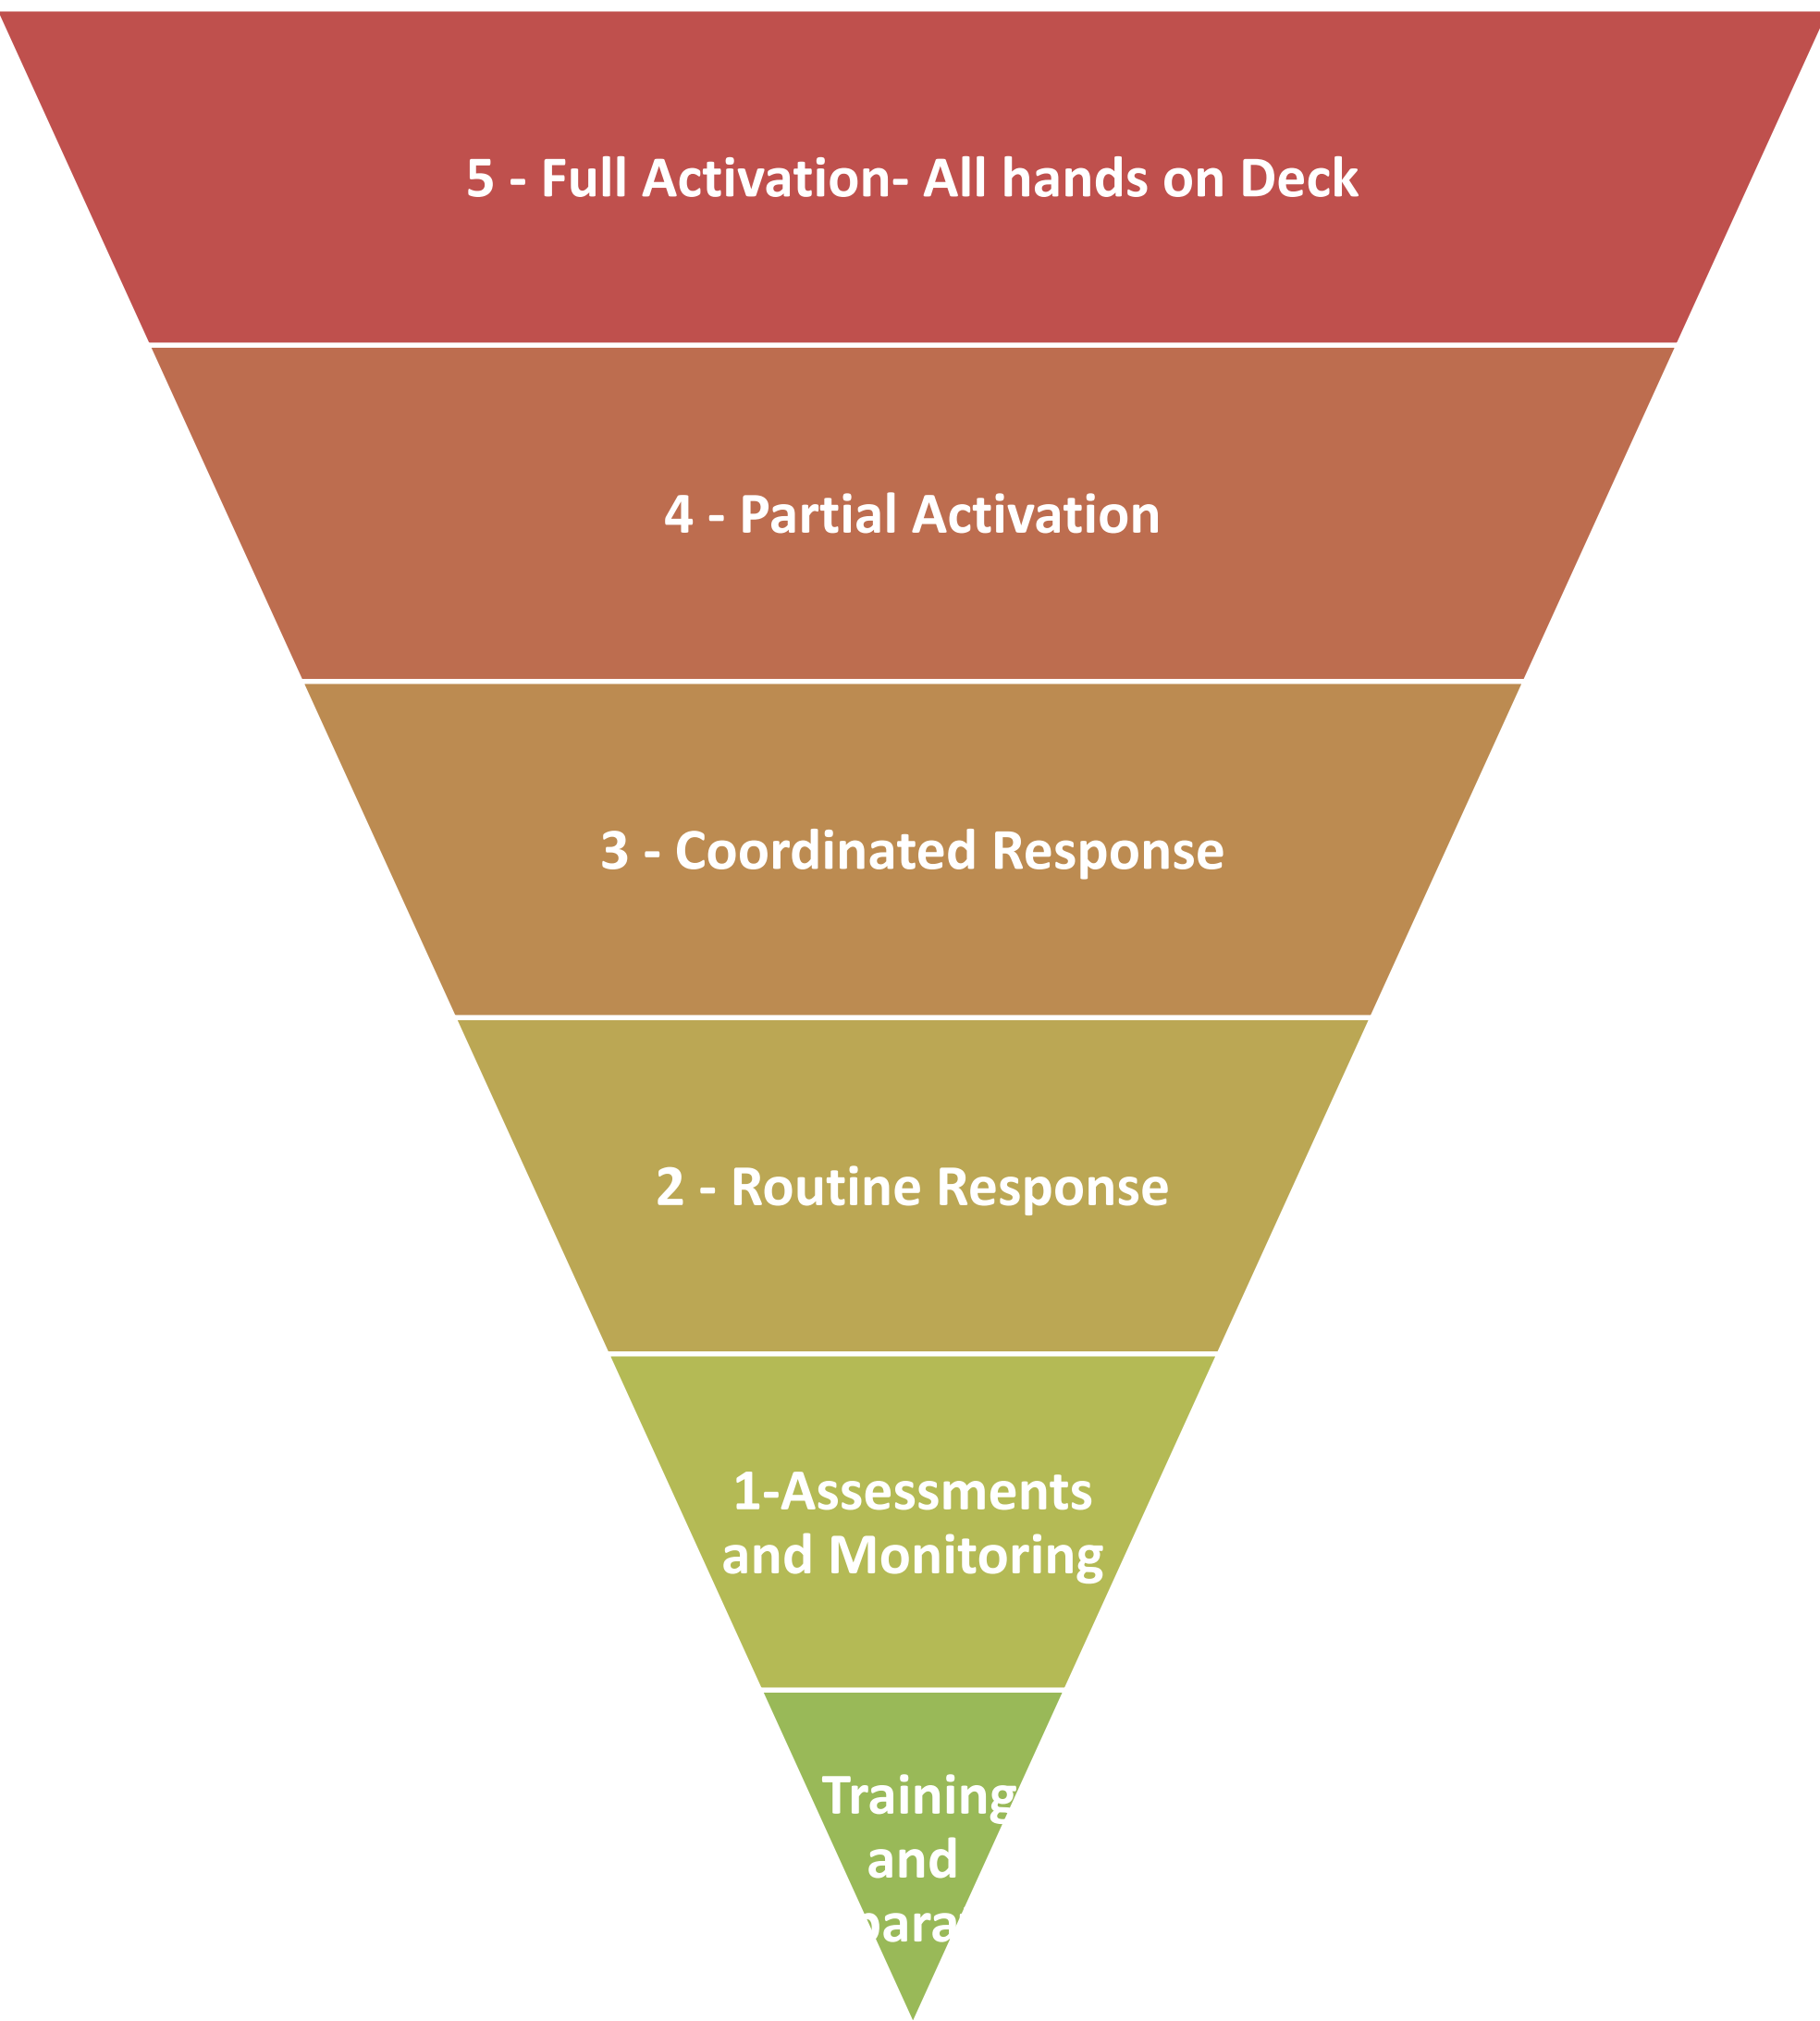 5 - Full Activation- All hands on Deck
4 - Partial Activation
3 - Coordinated Response
2 - Routine Response
1-Assessments
and Monitoring
Training
and